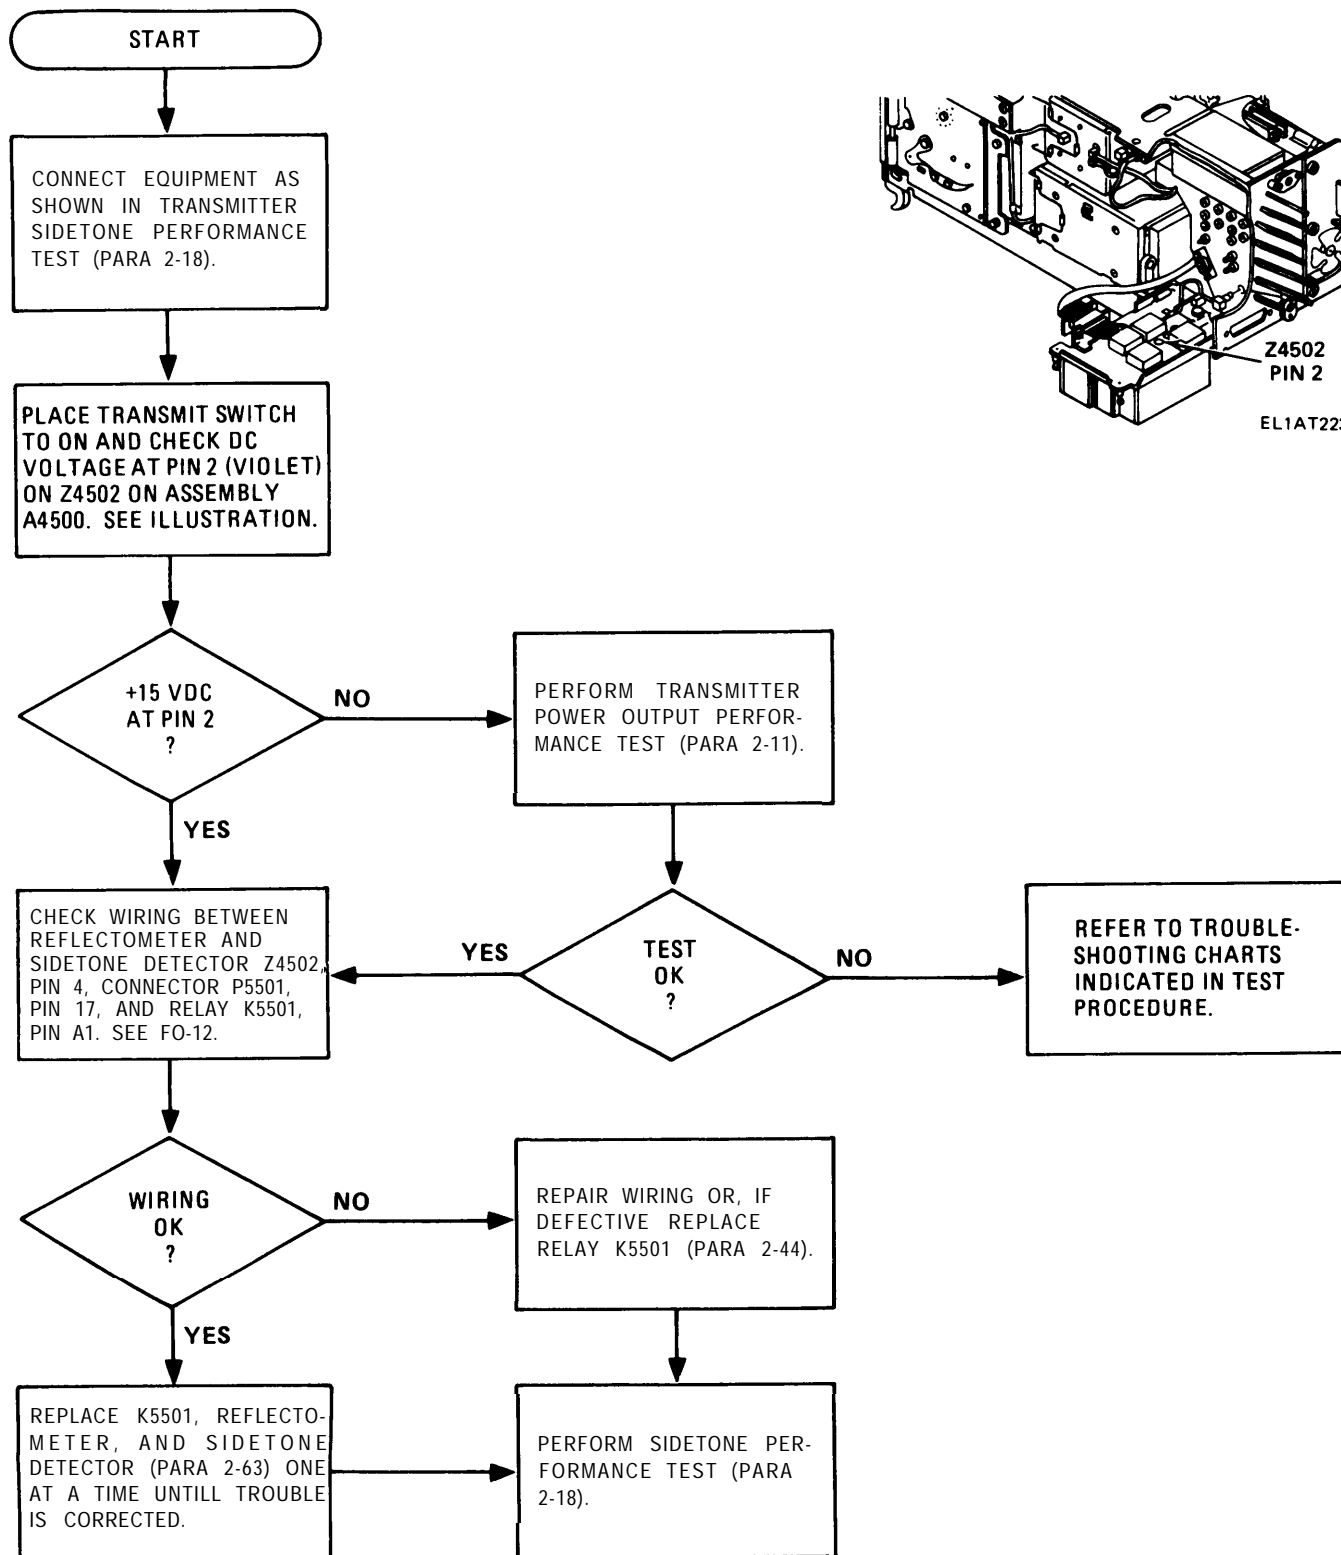 START
CONNECT EQUIPMENT AS
SHOWN IN TRANSMITTER
SIDETONE PERFORMANCE
TEST (PARA 2-18).
Z4502
PIN 2
EL1AT223
PLACE TRANSMIT SWITCH
TO ON AND CHECK DC
VOLTAGE AT PIN 2 (VIOLET)
ON Z4502 ON ASSEMBLY
A4500. SEE ILLUSTRATION.
+15 VDC
AT PIN 2
?
NO
PERFORM TRANSMITTER
POWER OUTPUT PERFOR-
MANCE TEST (PARA 2-11).
YES
CHECK WIRING BETWEEN
REFLECTOMETER AND
SIDETONE DETECTOR Z4502,
PIN 4, CONNECTOR P5501,
PIN 17, AND RELAY K5501,
PIN A1. SEE FO-12.
YES
TEST
OK
?
NO
REFER TO TROUBLE-
SHOOTING CHARTS
INDICATED IN TEST
PROCEDURE.
WIRING
OK
?
NO
REPAIR WIRING OR, IF
DEFECTIVE REPLACE
RELAY K5501 (PARA 2-44).
YES
REPLACE K5501, REFLECTO-
METER, AND SIDETONE
DETECTOR (PARA 2-63) ONE
AT A TIME UNTILL TROUBLE
IS CORRECTED.
PERFORM SIDETONE PER-
FORMANCE TEST (PARA
2-18).